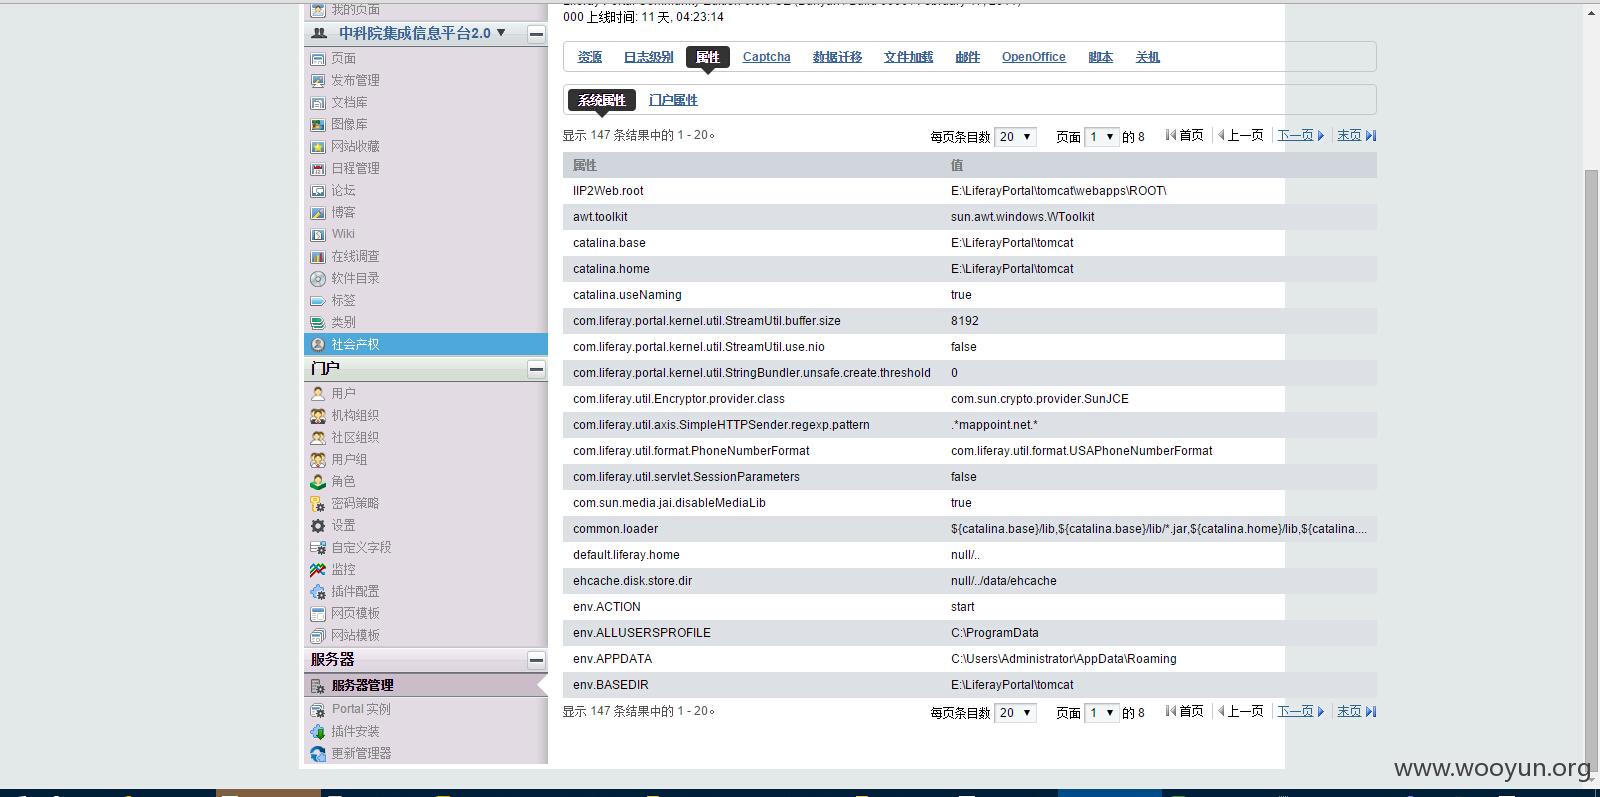 我的页面
中科院集成信息平台2.0 ▼
页面
发布管理
文档库
图像库
网站收藏
日程管理
论坛
博客
Wiki
在线调查
软件目录
标签
类别
社会产权
门户
用户
机构组织
社区组织
用户组
角色
密码策略
设置
自定义字段
监控
插件配置
网页模板
网站模板
服务器
服务器管理
Portal 实例
插件安装
更新管理器
000 上线时间: 11 天, 04:23:14
资源 日志级别 属性 Captcha 数据迁移 文件加载 邮件 OpenOffice 脚本 关机
系统属性 门户属性
显示 147 条结果中的 1 - 20。 每页条目数 20 ▼ 页面 1 ▼ 的 8 首页 上一页 下一页 末页
属性 值
IIP2Web.root E:\LiferayPortal\tomcat\webapps\ROOT\
awt.toolkit sun.awt.windows.WToolkit
catalina.base E:\LiferayPortal\tomcat
catalina.home E:\LiferayPortal\tomcat
catalina.useNaming true
com.liferay.portal.kernel.util.StreamUtil.buffer.size 8192
com.liferay.portal.kernel.util.StreamUtil.use.nio false
com.liferay.portal.kernel.util.StringBundler.unsafe.create.threshold 0
com.liferay.util.Encryptor.provider.class com.sun.crypto.provider.SunJCE
com.liferay.util.axis.SimpleHTTPSender.regexp.pattern .*mappoint.net.*
com.liferay.util.format.PhoneNumberFormat com.liferay.util.format.USAPhoneNumberFormat
com.liferay.util.servlet.SessionParameters false
com.sun.media.jai.disableMediaLib true
common.loader ${catalina.base}/lib,${catalina.base}/lib/*.jar,${catalina.home}/lib,${catalina....
default.liferay.home null/..
ehcache.disk.store.dir null/../data/ehcache
env.ACTION start
env.ALLUSERSPROFILE C:\ProgramData
env.APPDATA C:\Users\Administrator\AppData\Roaming
env.BASEDIR E:\LiferayPortal\tomcat
显示 147 条结果中的 1 - 20。 每页条目数 20 ▼ 页面 1 ▼ 的 8 首页 上一页 下一页 末页
www.wooyun.org